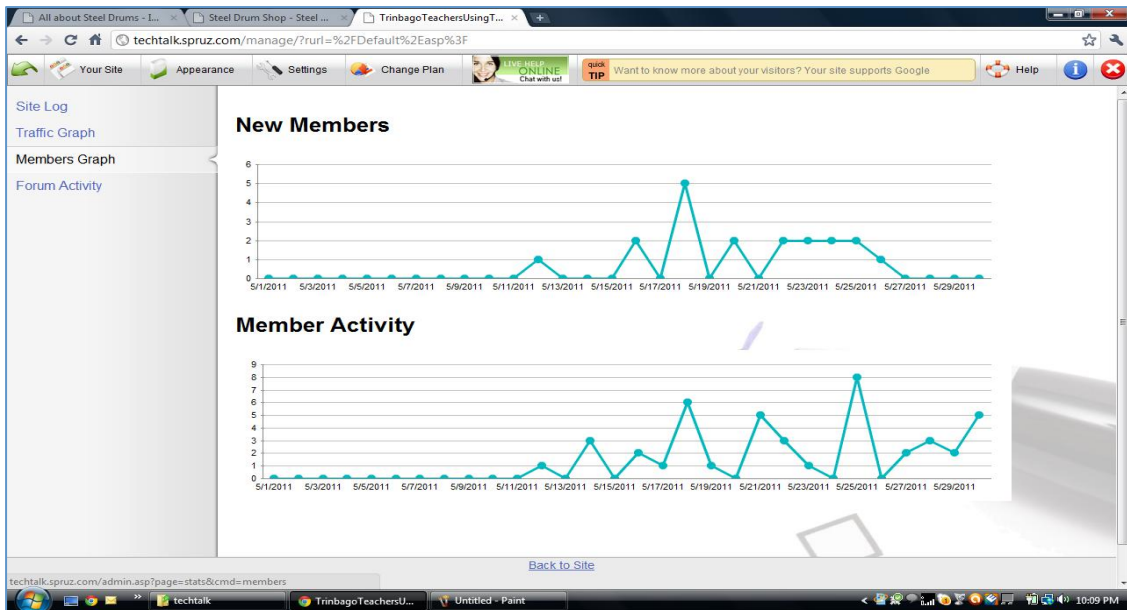 All about Steel Drums - I...
Steel Drum Shop - Steel ...
TrinbagoTeachersUsingT...
techtalk.spruz.com/manage/?rurl=%2FDefault%2Easp%3F
Your Site
Appearance
Settings
Change Plan
LIVE HELP
ONLINE
Chat with us!
quick
TIP
Want to know more about your visitors? Your site supports Google
Help
Site Log
Traffic Graph
Members Graph
Forum Activity
New Members
6
5
4
3
2
1
0
5/1/2011 5/3/2011 5/5/2011 5/7/2011 5/9/2011 5/11/2011 5/13/2011 5/15/2011 5/17/2011 5/19/2011 5/21/2011 5/23/2011 5/25/2011 5/27/2011 5/29/2011
Member Activity
9
8
7
6
5
4
3
2
1
0
5/1/2011 5/3/2011 5/5/2011 5/7/2011 5/9/2011 5/11/2011 5/13/2011 5/15/2011 5/17/2011 5/19/2011 5/21/2011 5/23/2011 5/25/2011 5/27/2011 5/29/2011
Back to Site
techtalk.spruz.com/admin.asp?page=stats&cmd=members
techtalk
TrinbagoTeachersU...
Untitled - Paint
10:09 PM